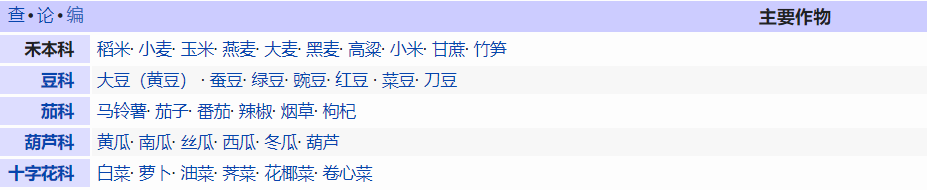 查·论·编 主要作物
禾本科 稻米· 小麦· 玉米· 燕麦· 大麦· 黑麦· 高粱· 小米· 甘蔗· 竹笋
豆科 大豆（黄豆） · 蚕豆· 绿豆· 豌豆· 红豆 · 菜豆· 刀豆
茄科 马铃薯· 茄子· 番茄· 辣椒· 烟草· 枸杞
葫芦科 黄瓜· 南瓜· 丝瓜· 西瓜· 冬瓜· 葫芦
十字花科 白菜· 萝卜· 油菜· 荠菜· 花椰菜· 卷心菜